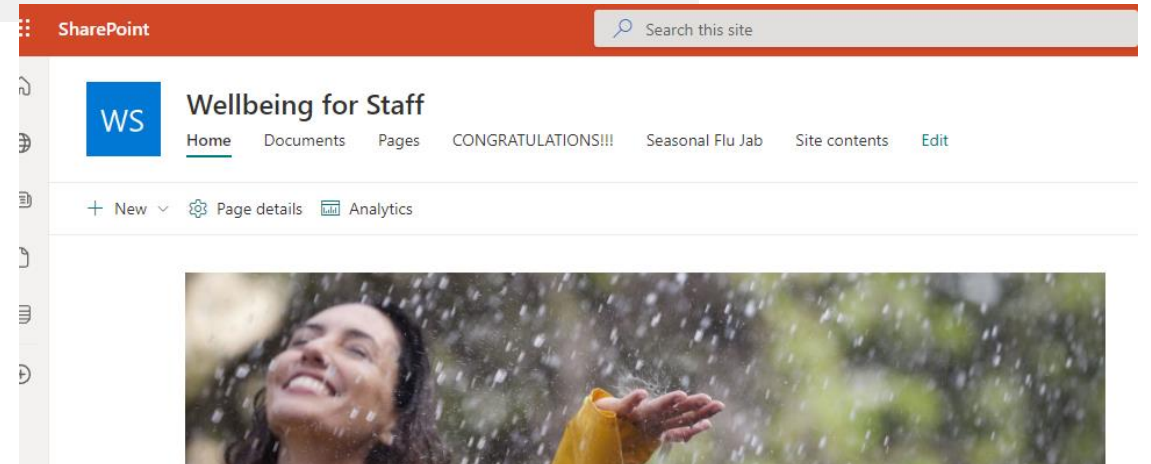 SharePoint Search this site
WS
Wellbeing for Staff
Home Documents Pages CONGRATULATIONS!!! Seasonal Flu Jab Site contents Edit
+ New Page details Analytics